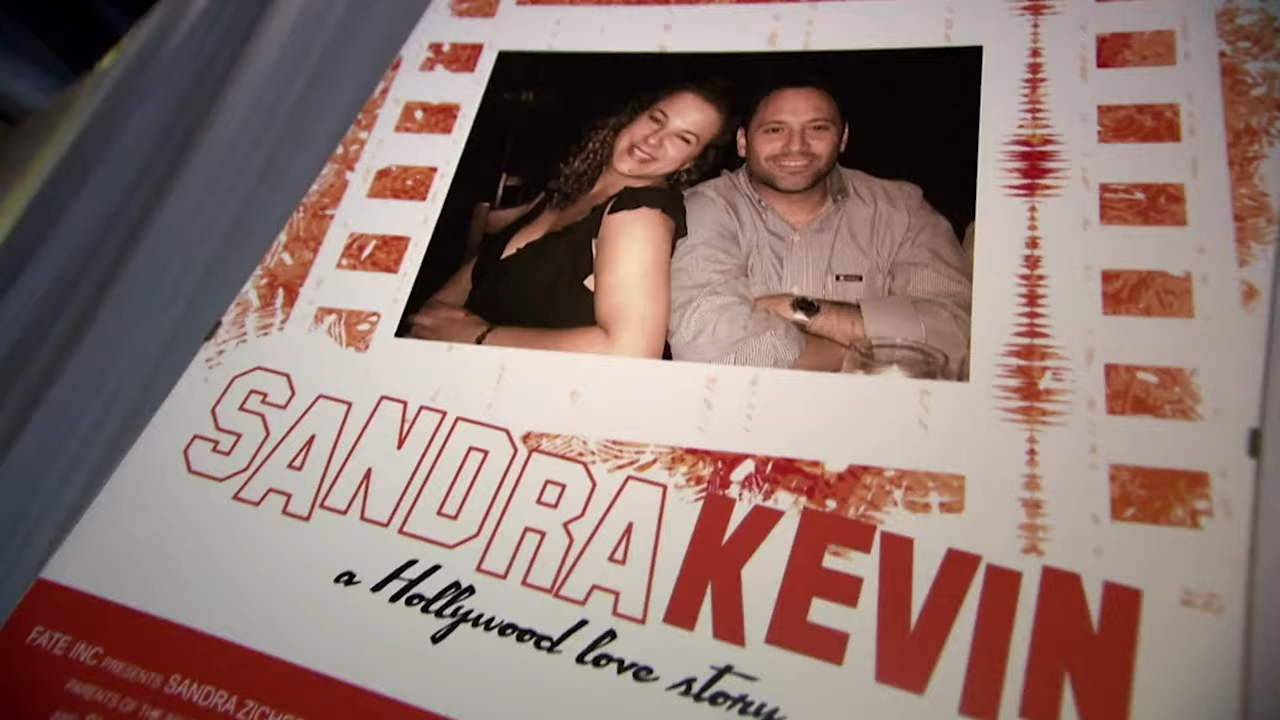 SANDRAKEVIN
a Hollywood love story
FATE INC PRESENTS SANDRA
PARENTS OF THE